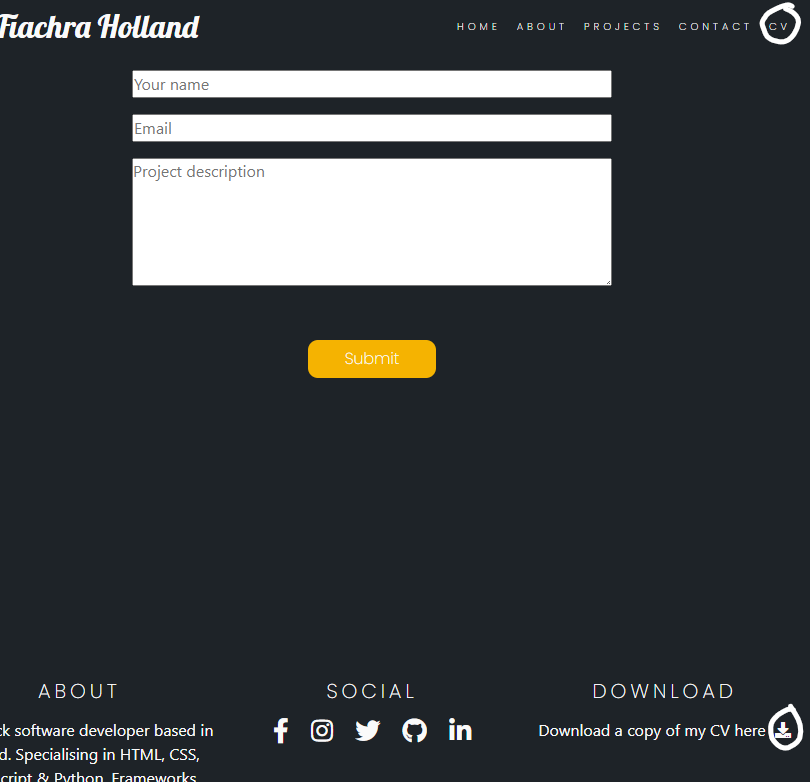 Fiachra Holland
HOME ABOUT PROJECTS CONTACT CV
Your name
Email
Project description
Submit
ABOUT
ck software developer based in
d. Specialising in HTML, CSS,
cript & Python. Frameworks
SOCIAL
DOWNLOAD
Download a copy of my CV here